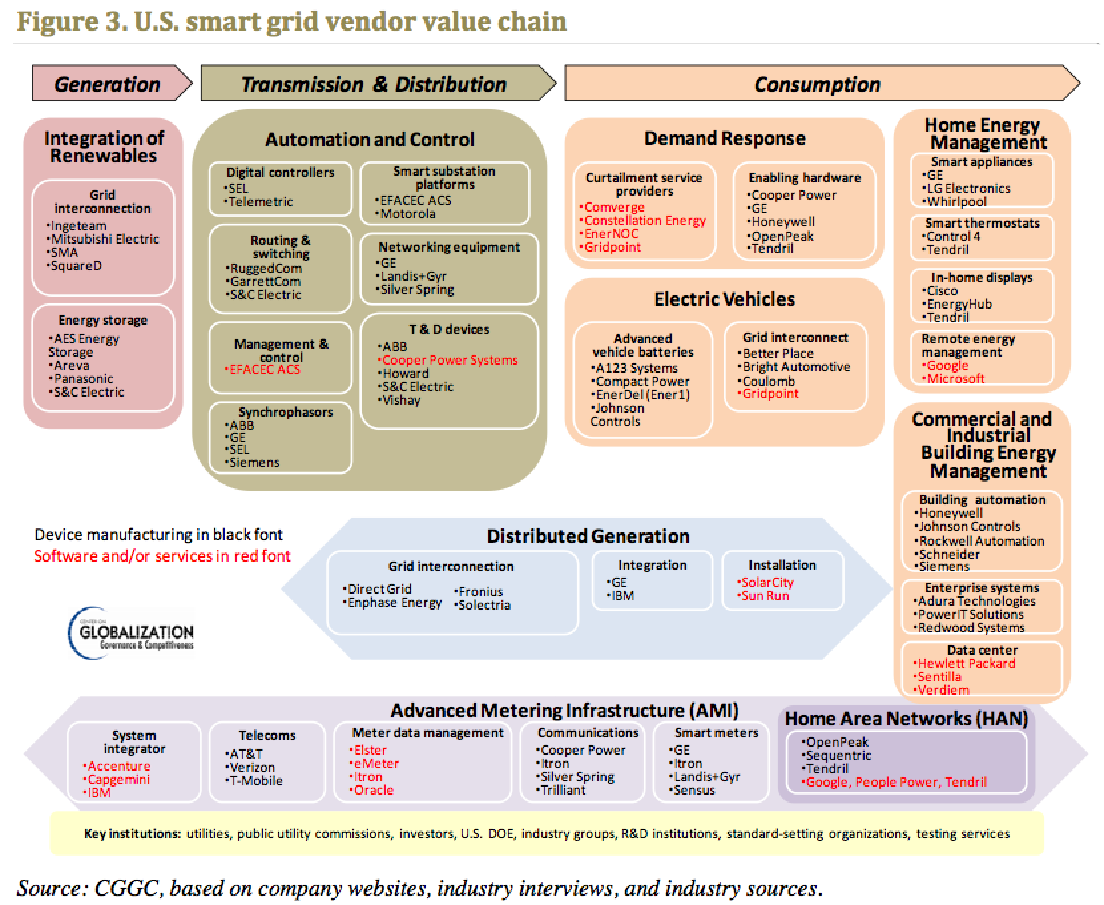 Figure 3. U.S. smart grid vendor value chain
Generation
Transmission & Distribution
Consumption
Integration of
Renewables
Grid
interconnection
•Ingeteam
•Mitsubishi Electric
•SMA
•SquareD
Energy storage
•AES Energy
Storage
•Areva
•Panasonic
•S&C Electric
Automation and Control
Digital controllers
•SEL
•Telemetric
Routing &
switching
•RuggedCom
•GarrettCom
•S&C Electric
Management &
control
•EFACEC ACS
Synchrophasors
•ABB
•GE
•SEL
•Siemens
Smart substation
platforms
•EFACEC ACS
•Motorola
Networking equipment
•GE
•Landis+Gyr
•Silver Spring
T & D devices
•ABB
•Cooper Power Systems
•Howard
•S&C Electric
•Vishay
Demand Response
Curtailment service
providers
•Comverge
•Constellation Energy
•EnerNOC
•Gridpoint
Enabling hardware
•Cooper Power
•GE
•Honeywell
•OpenPeak
•Tendril
Electric Vehicles
Advanced
vehicle batteries
•A123 Systems
•Compact Power
•EnerDel (Ener1)
•Johnson
Controls
Grid interconnect
•Better Place
•Bright Automotive
•Coulomb
•Gridpoint
Home Energy
Management
Smart appliances
•GE
•LG Electronics
•Whirlpool
Smart thermostats
•Control 4
•Tendril
In-home displays
•Cisco
•EnergyHub
•Tendril
Remote energy
management
•Google
•Microsoft
Commercial and
Industrial
Building Energy
Management
Building automation
•Honeywell
•Johnson Controls
•Rockwell Automation
•Schneider
•Siemens
Enterprise systems
•Adura Technologies
•PowerIT Solutions
•Redwood Systems
Data center
•Hewlett Packard
•Sentilla
•Verdiem
Device manufacturing in black font
Software and/or services in red font
CENTER ON
GLOBALIZATION
Governance & Competitiveness
Distributed Generation
Grid interconnection
•Direct Grid
•Enphase Energy
•Fronius
•Solectria
Integration
•GE
•IBM
Installation
•SolarCity
•Sun Run
Advanced Metering Infrastructure (AMI)
System
integrator
•Accenture
•Capgemini
•IBM
Telecoms
•AT&T
•Verizon
•T-Mobile
Meter data management
•Elster
•eMeter
•Itron
•Oracle
Communications
•Cooper Power
•Itron
•Silver Spring
•Trilliant
Smart meters
•GE
•Itron
•Landis+Gyr
•Sensus
Home Area Networks (HAN)
•OpenPeak
•Sequentric
•Tendril
•Google, People Power, Tendril
Key institutions: utilities, public utility commissions, investors, U.S. DOE, industry groups, R&D institutions, standard-setting organizations, testing services
Source: CGGC, based on company websites, industry interviews, and industry sources.